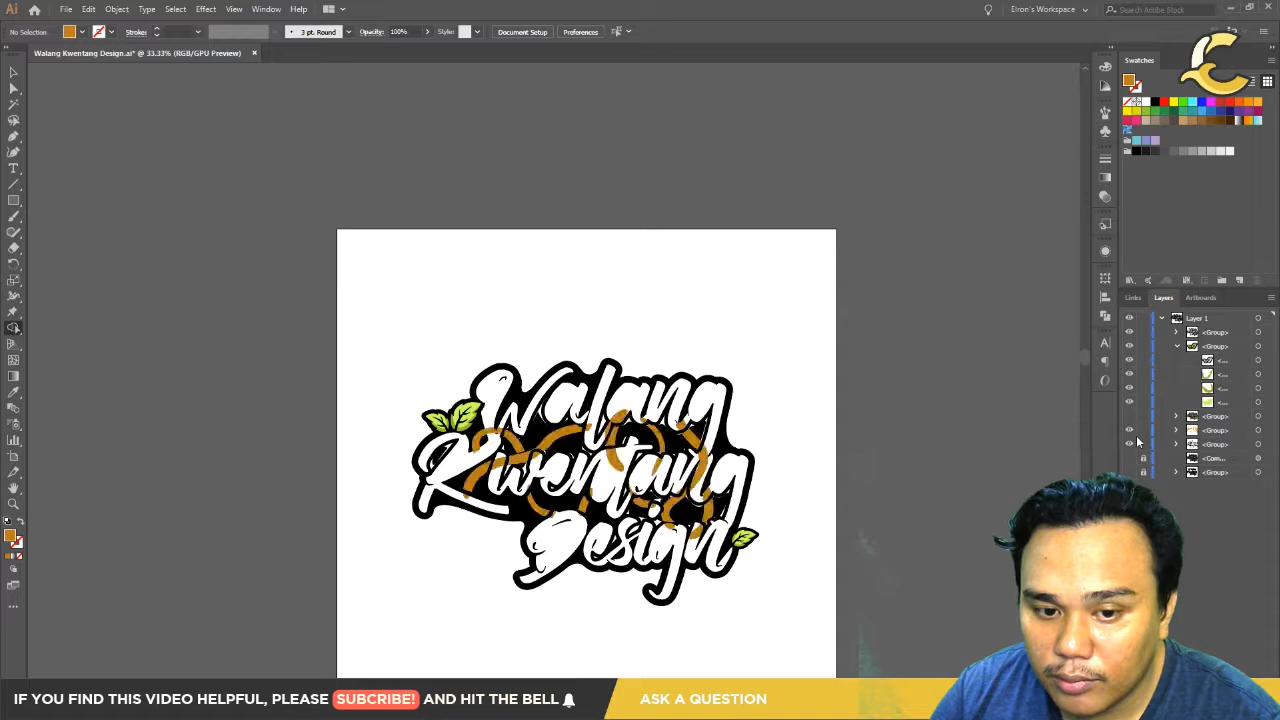 Ai File Edit Object Type Select Effect View Window Help Elron's Workspace Search Adobe Stock
No Selection Stroke: 3 pt. Round Opacity: 100% Style: Document Setup Preferences
Walang Kwentang Design.ai* @ 33.33% (RGB/GPU Preview) ×
Swatches
C
Links Layers Artboards
Layer 1
<Group>
<Group>
<...
<...
<...
<...
<Group>
<Group>
<Group>
<Com...
<Group>
Walang
Kwentang
Design
IF YOU FIND THIS VIDEO HELPFUL, PLEASE SUBCRIBE! AND HIT THE BELL
ASK A QUESTION